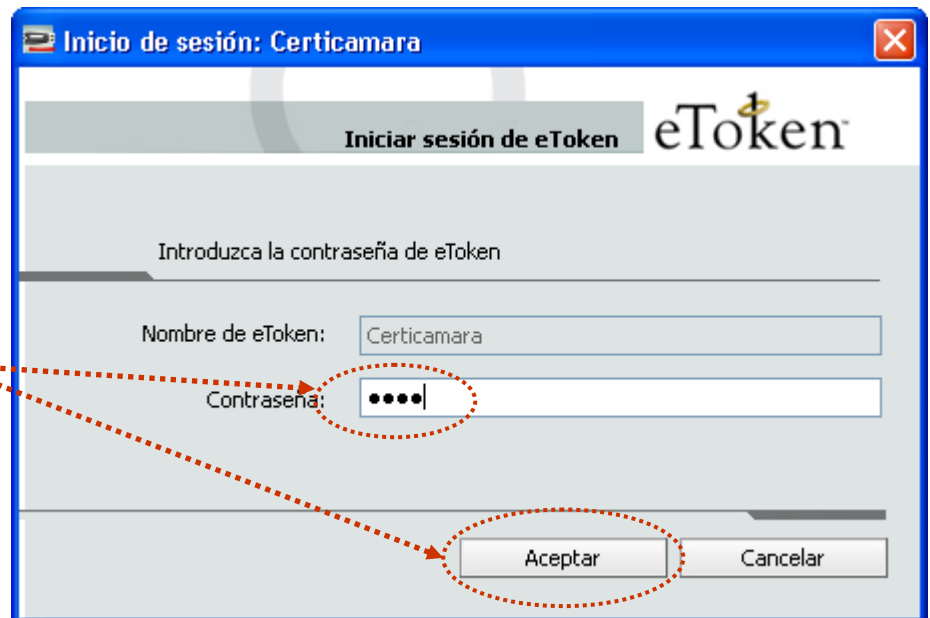 Inicio de sesión: Certicamara
Iniciar sesión de eToken
eToken
Introduzca la contraseña de eToken
Nombre de eToken: Certicamara
Contraseña: ••••
Aceptar Cancelar